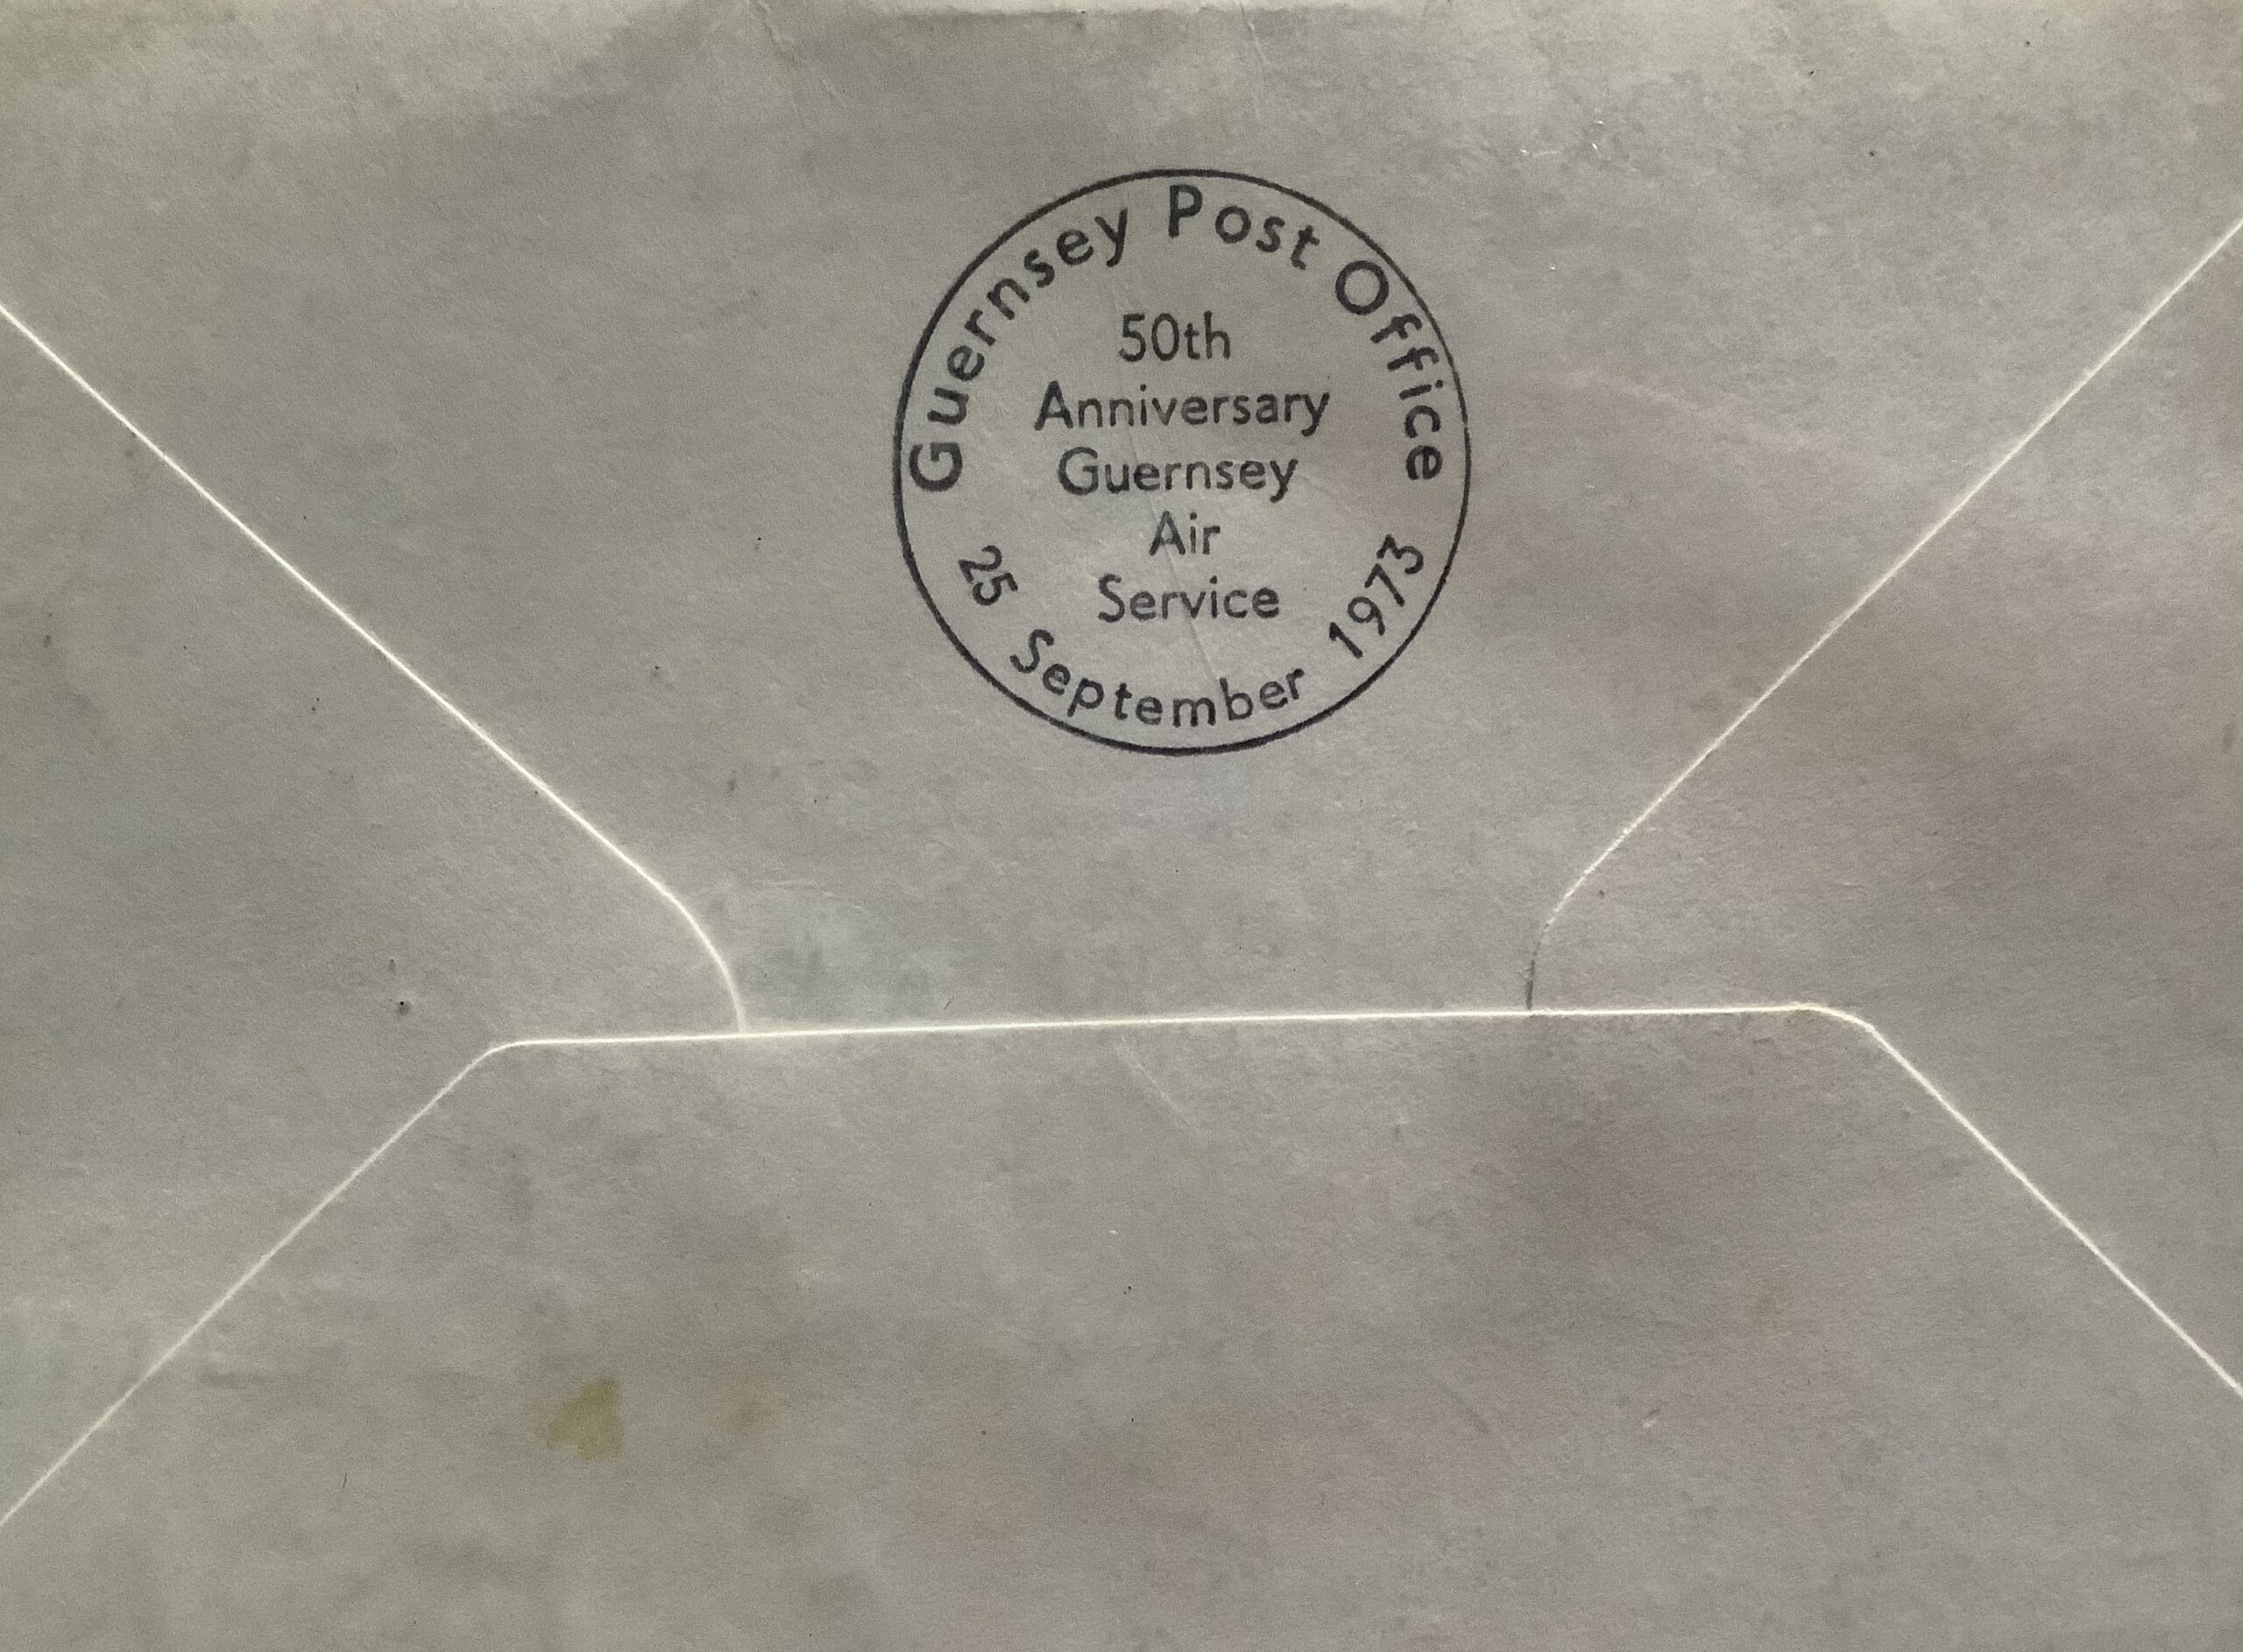 Guernsey Post Office
50th
Anniversary
Guernsey
Air
Service
25 September 1973